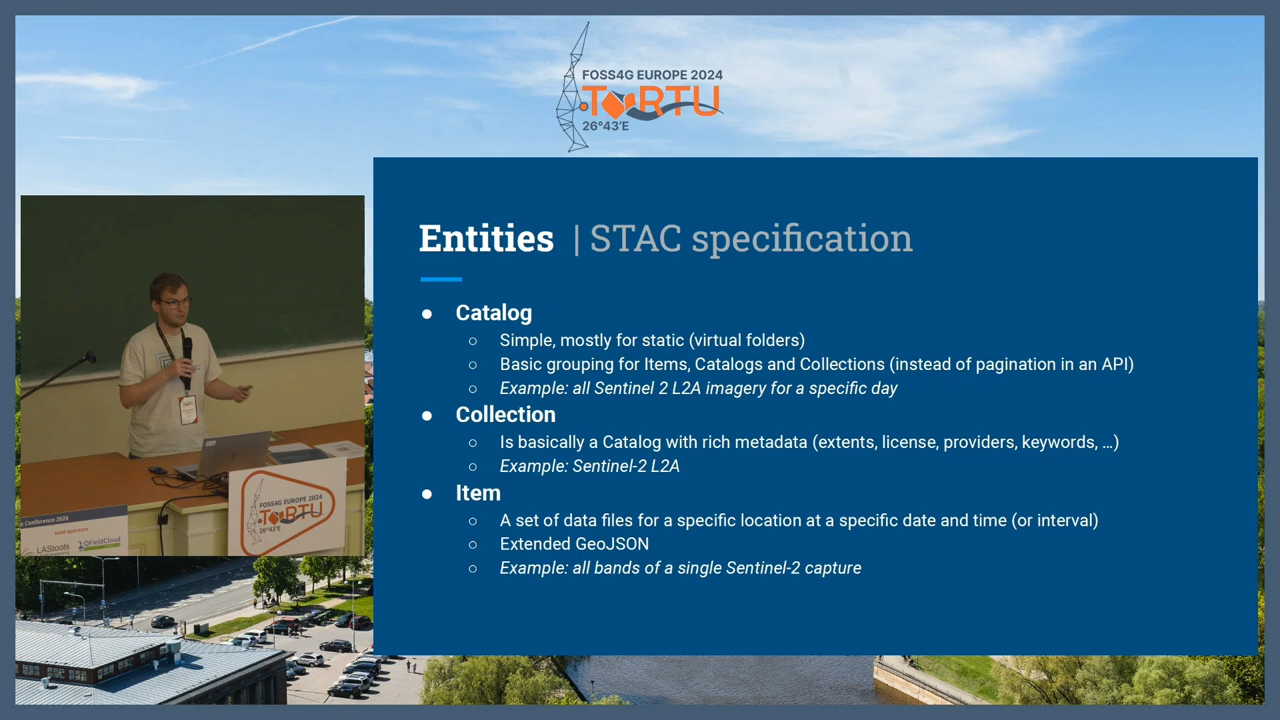 FOSS4G EUROPE 2024
TARTU
26°43'E
Entities | STAC specification
● Catalog
○ Simple, mostly for static (virtual folders)
○ Basic grouping for Items, Catalogs and Collections (instead of pagination in an API)
○ Example: all Sentinel 2 L2A imagery for a specific day
● Collection
○ Is basically a Catalog with rich metadata (extents, license, providers, keywords, …)
○ Example: Sentinel-2 L2A
● Item
○ A set of data files for a specific location at a specific date and time (or interval)
○ Extended GeoJSON
○ Example: all bands of a single Sentinel-2 capture
FOSS4G EUROPE 2024
TARTU
26°43'E
Conference 2024
Gold sponsors
LAStools
QFieldCloud